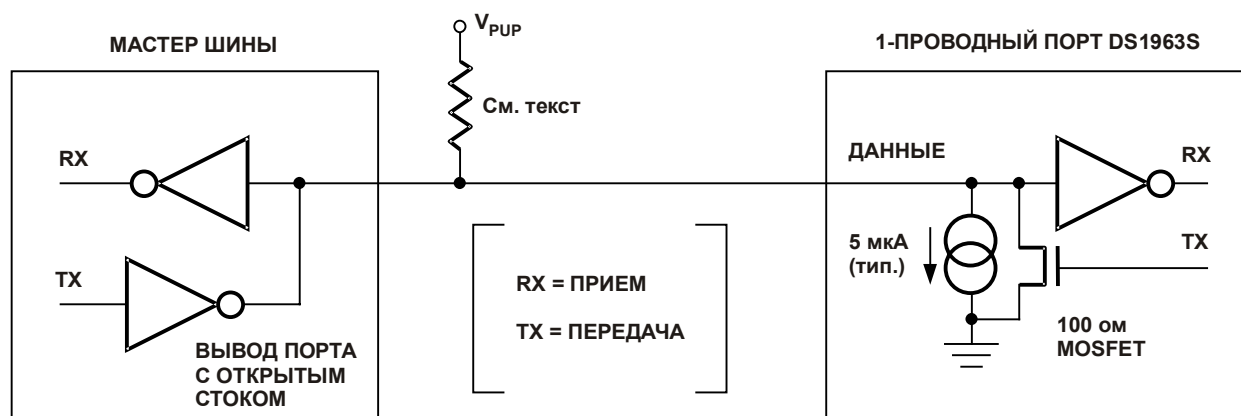 V_PUP
МАСТЕР ШИНЫ
1-ПРОВОДНЫЙ ПОРТ DS1963S
См. текст
RX
ДАННЫЕ
RX
TX
5 мкА
(тип.)
TX
RX = ПРИЕМ
TX = ПЕРЕДАЧА
ВЫВОД ПОРТА
С ОТКРЫТЫМ
СТОКОМ
100 ом
MOSFET